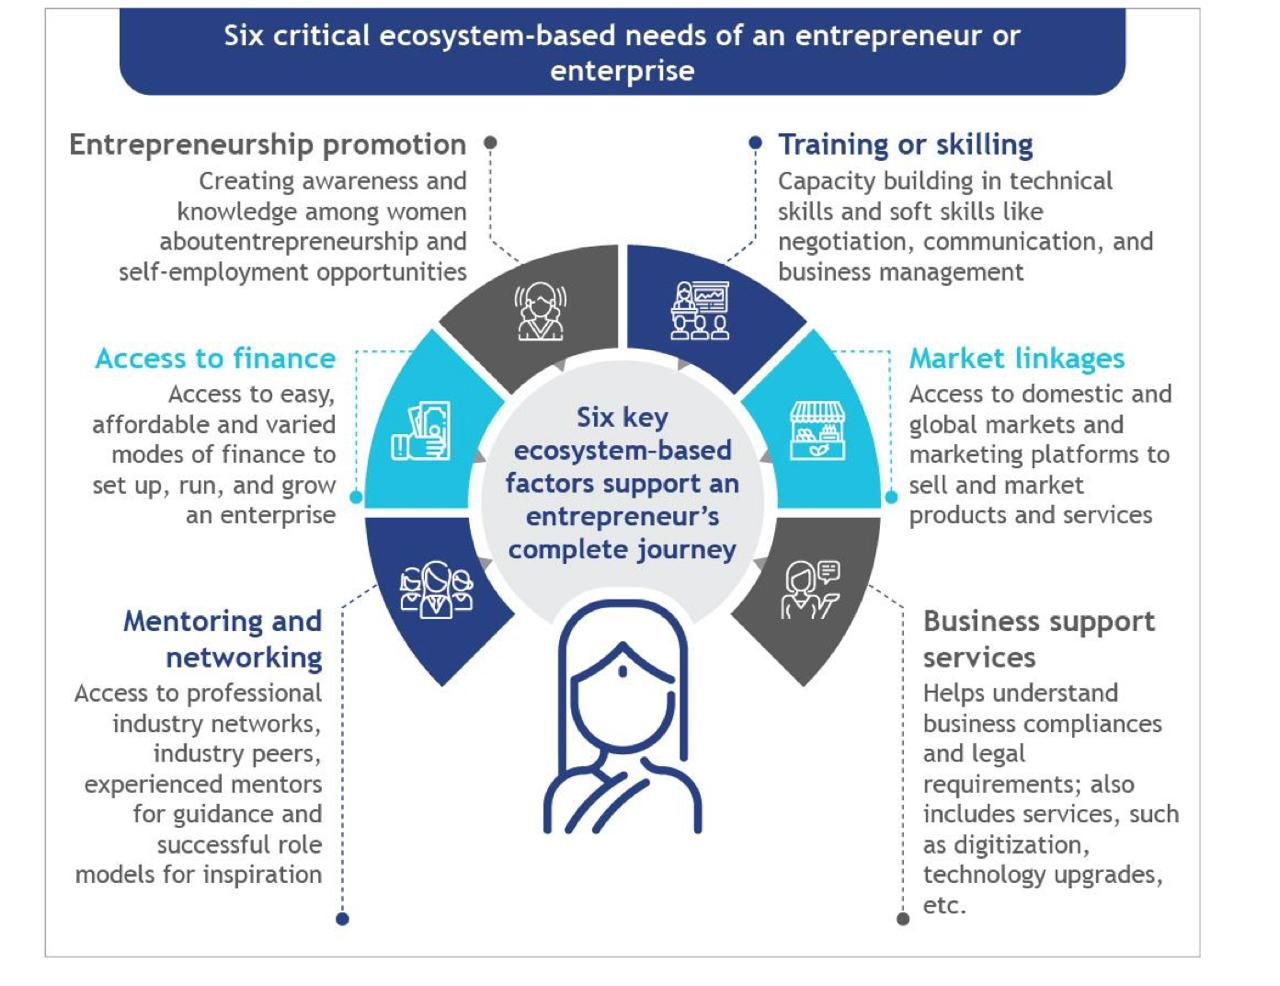 Six critical ecosystem-based needs of an entrepreneur or
enterprise
Entrepreneurship promotion
Creating awareness and
knowledge among women
aboutentrepreneurship and
self-employment opportunities
Training or skilling
Capacity building in technical
skills and soft skills like
negotiation, communication, and
business management
Access to finance
Access to easy,
affordable and varied
modes of finance to
set up, run, and grow
an enterprise
Six key
ecosystem-based
factors support an
entrepreneur’s
complete journey
Market linkages
Access to domestic and
global markets and
marketing platforms to
sell and market
products and services
Mentoring and
networking
Access to professional
industry networks,
industry peers,
experienced mentors
for guidance and
successful role
models for inspiration
Business support
services
Helps understand
business compliances
and legal
requirements; also
includes services, such
as digitization,
technology upgrades,
etc.